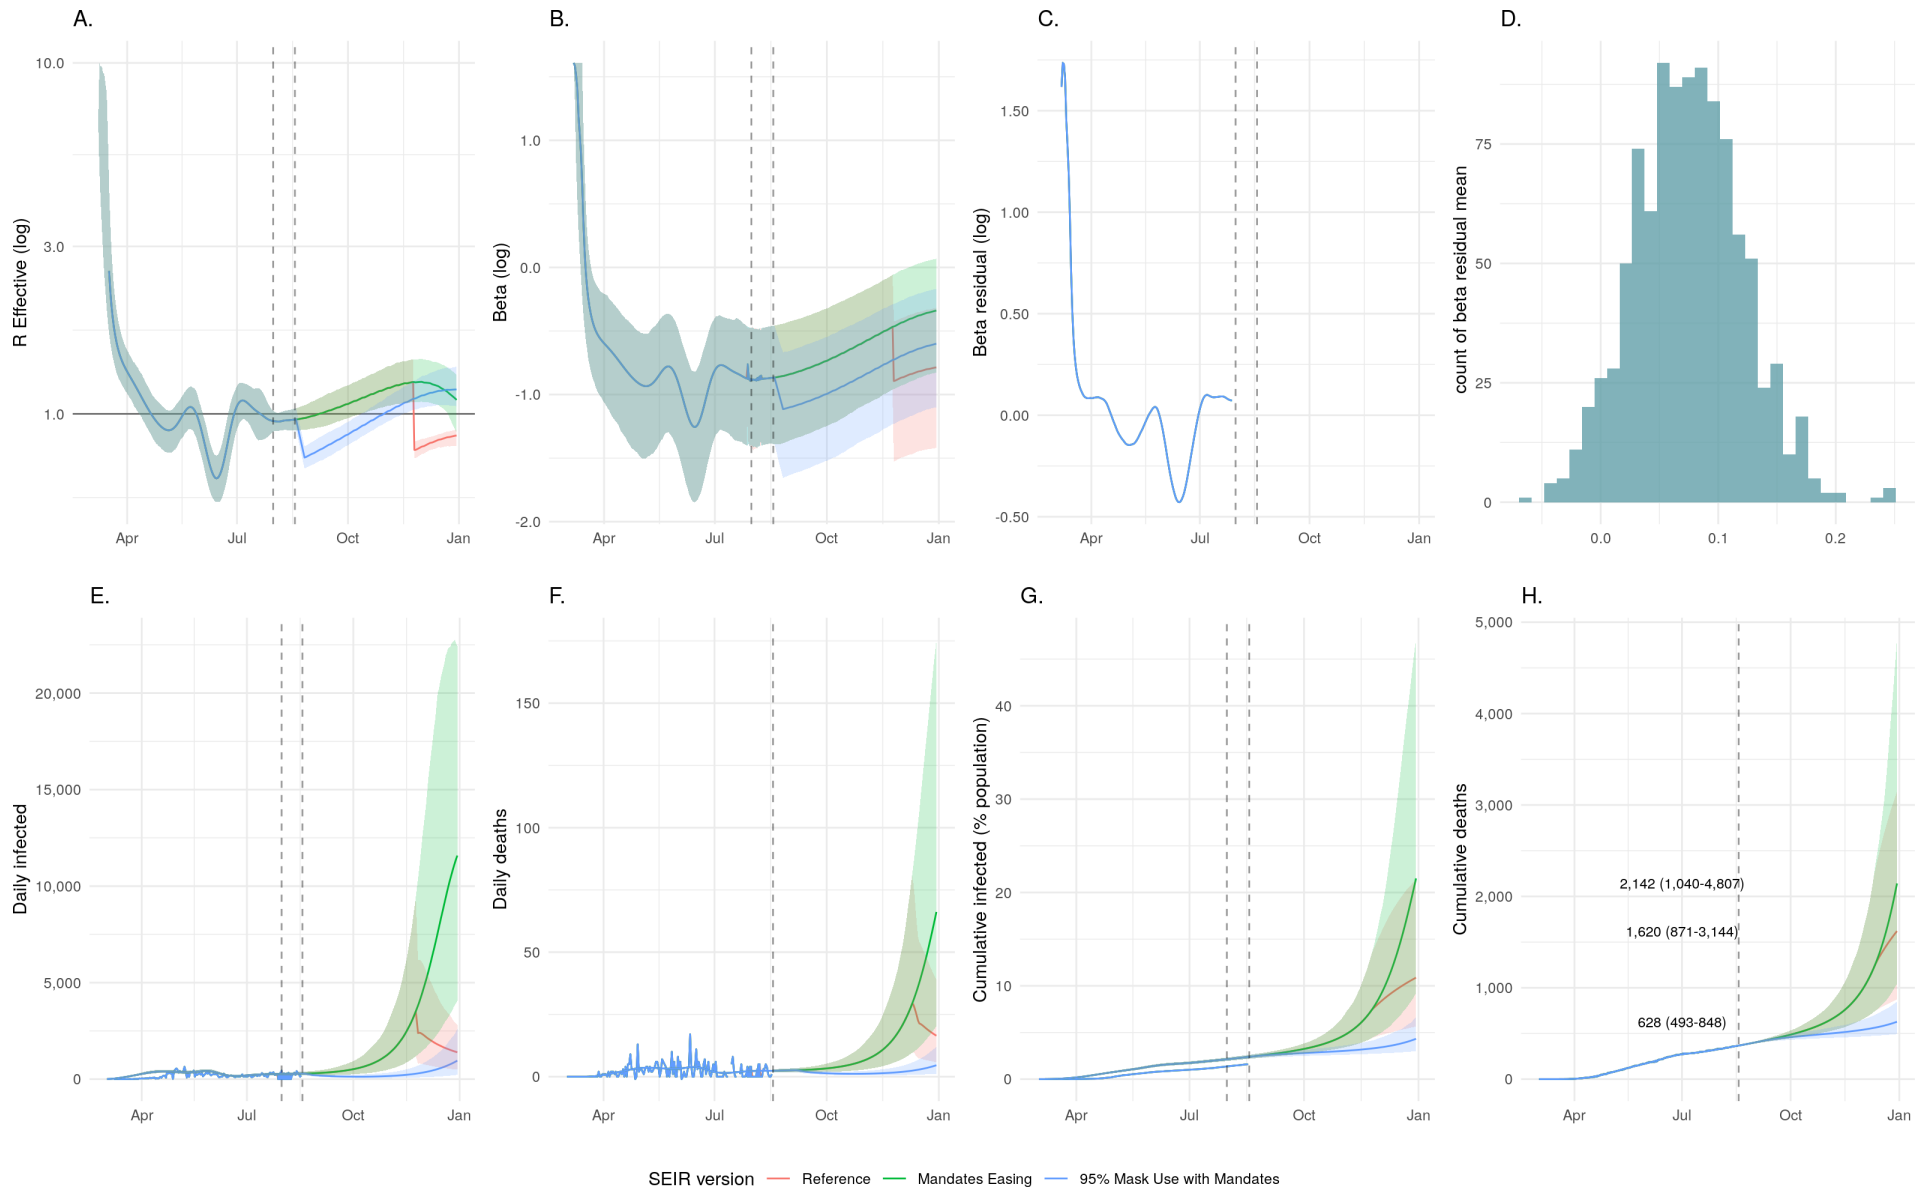 A.
R Effective (log)
10.0
3.0
1.0
Apr Jul Oct Jan
B.
Beta (log)
1.0
0.0
-1.0
-2.0
Apr Jul Oct Jan
C.
Beta residual (log)
1.50
1.00
0.50
0.00
-0.50
Apr Jul Oct Jan
D.
count of beta residual mean
75
50
25
0
0.0 0.1 0.2
E.
Daily infected
20,000
15,000
10,000
5,000
0
Apr Jul Oct Jan
F.
Daily deaths
150
100
50
0
Apr Jul Oct Jan
G.
Cumulative infected (% population)
40
30
20
10
0
Apr Jul Oct Jan
H.
Cumulative deaths
5,000
4,000
3,000
2,000
1,000
0
2,142 (1,040-4,807)
1,620 (871-3,144)
628 (493-848)
Apr Jul Oct Jan
SEIR version Reference Mandates Easing 95% Mask Use with Mandates